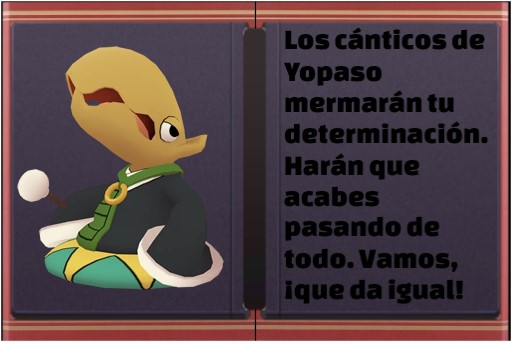 Los cánticos de
Yopaso
mermarán tu
determinación.
Harán que
acabes
pasando de
todo. Vamos,
¡que da igual!